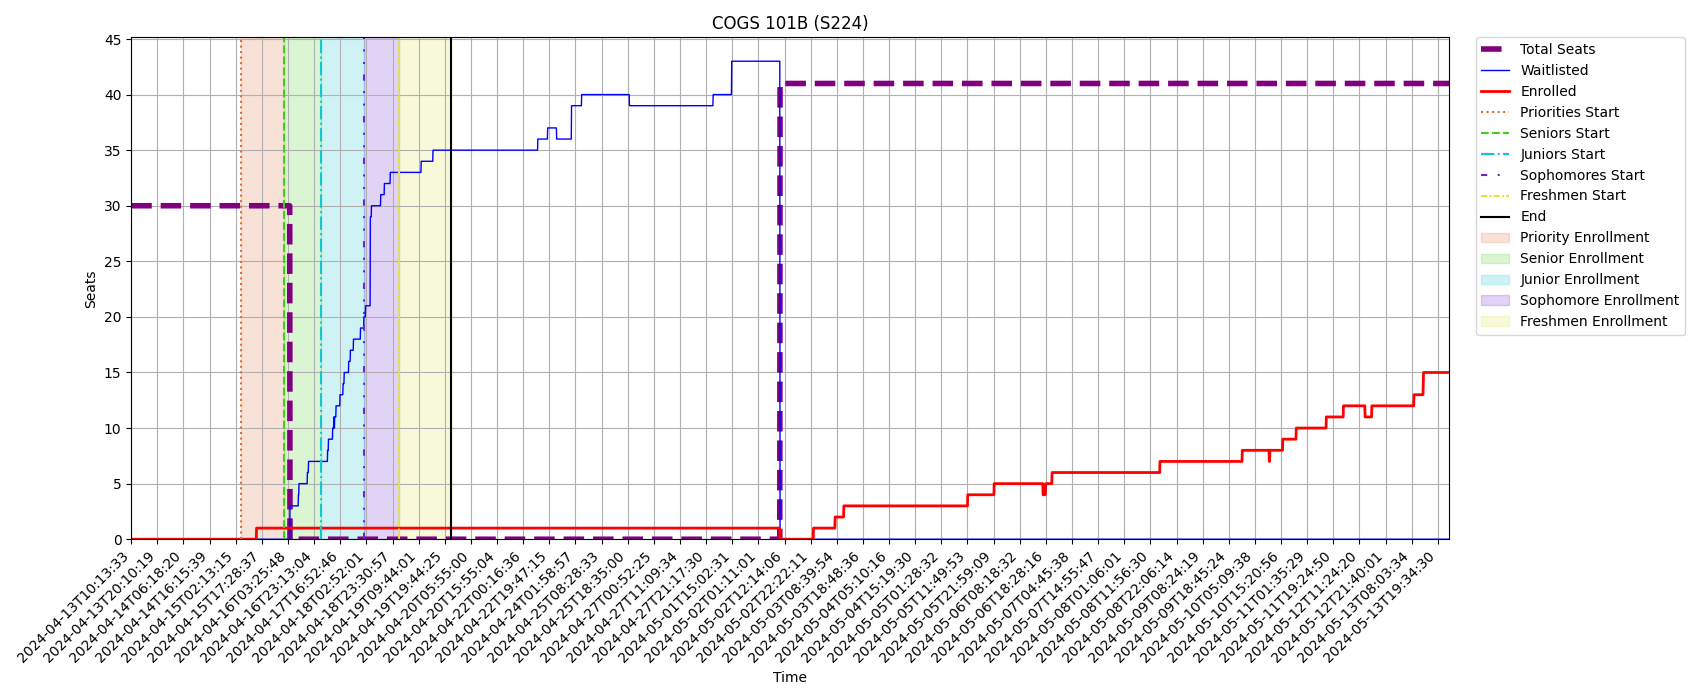 COGS 101B (S224)
45
40
35
30
25
20
15
10
5
0
Seats
2024-04-13T10:13:33
2024-04-13T20:10:19
2024-04-14T06:18:20
2024-04-14T16:15:39
2024-04-15T02:13:15
2024-04-15T17:28:37
2024-04-16T03:25:48
2024-04-16T23:13:04
2024-04-17T16:52:46
2024-04-18T02:52:01
2024-04-18T23:30:57
2024-04-19T09:44:01
2024-04-19T19:44:25
2024-04-20T05:55:00
2024-04-20T15:55:04
2024-04-22T00:16:36
2024-04-22T19:47:15
2024-04-24T01:58:57
2024-04-25T08:28:33
2024-04-25T18:35:00
2024-04-27T00:52:25
2024-04-27T11:09:34
2024-04-27T21:17:30
2024-05-01T15:02:31
2024-05-02T01:11:01
2024-05-02T12:14:06
2024-05-02T22:22:11
2024-05-03T08:39:54
2024-05-03T18:48:36
2024-05-04T05:10:16
2024-05-04T15:19:30
2024-05-05T01:28:32
2024-05-05T11:49:53
2024-05-05T21:59:09
2024-05-06T08:18:32
2024-05-06T18:28:16
2024-05-07T04:45:38
2024-05-07T14:55:47
2024-05-08T01:06:01
2024-05-08T11:56:30
2024-05-08T22:06:14
2024-05-09T08:24:19
2024-05-09T18:45:24
2024-05-10T05:09:38
2024-05-10T15:20:56
2024-05-11T01:35:29
2024-05-11T19:24:50
2024-05-12T11:24:20
2024-05-12T21:40:01
2024-05-13T08:03:34
2024-05-13T19:34:30
Time
Total Seats
Waitlisted
Enrolled
Priorities Start
Seniors Start
Juniors Start
Sophomores Start
Freshmen Start
End
Priority Enrollment
Senior Enrollment
Junior Enrollment
Sophomore Enrollment
Freshmen Enrollment